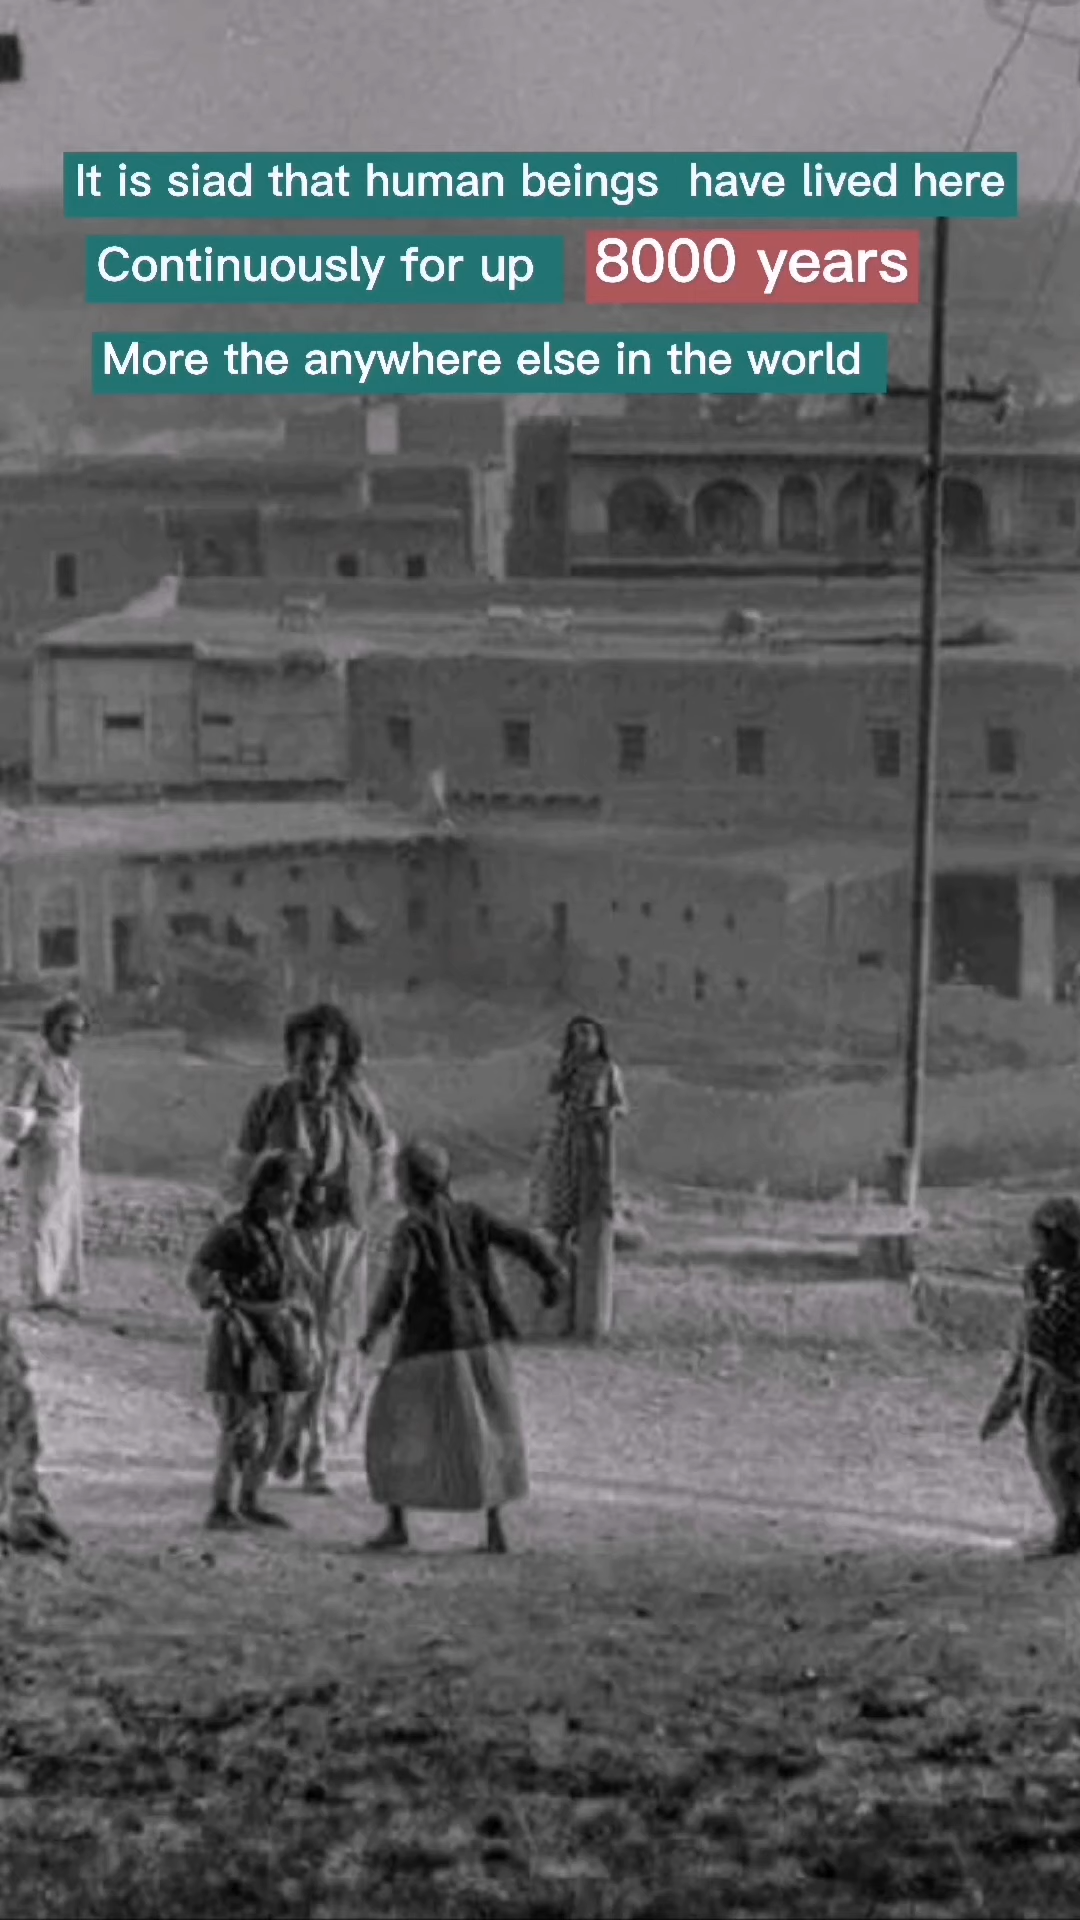 It is siad that human beings have lived here
Continuously for up 8000 years
More the anywhere else in the world